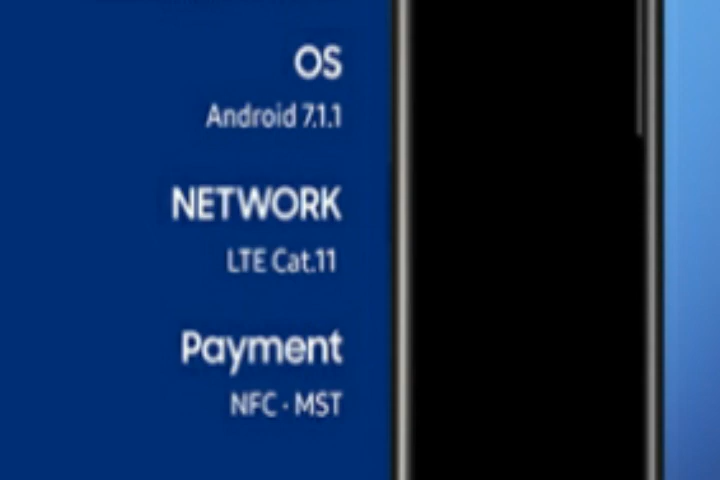 OS
Android 7.1.1
NETWORK
LTE Cat.11
Payment
NFC · MST